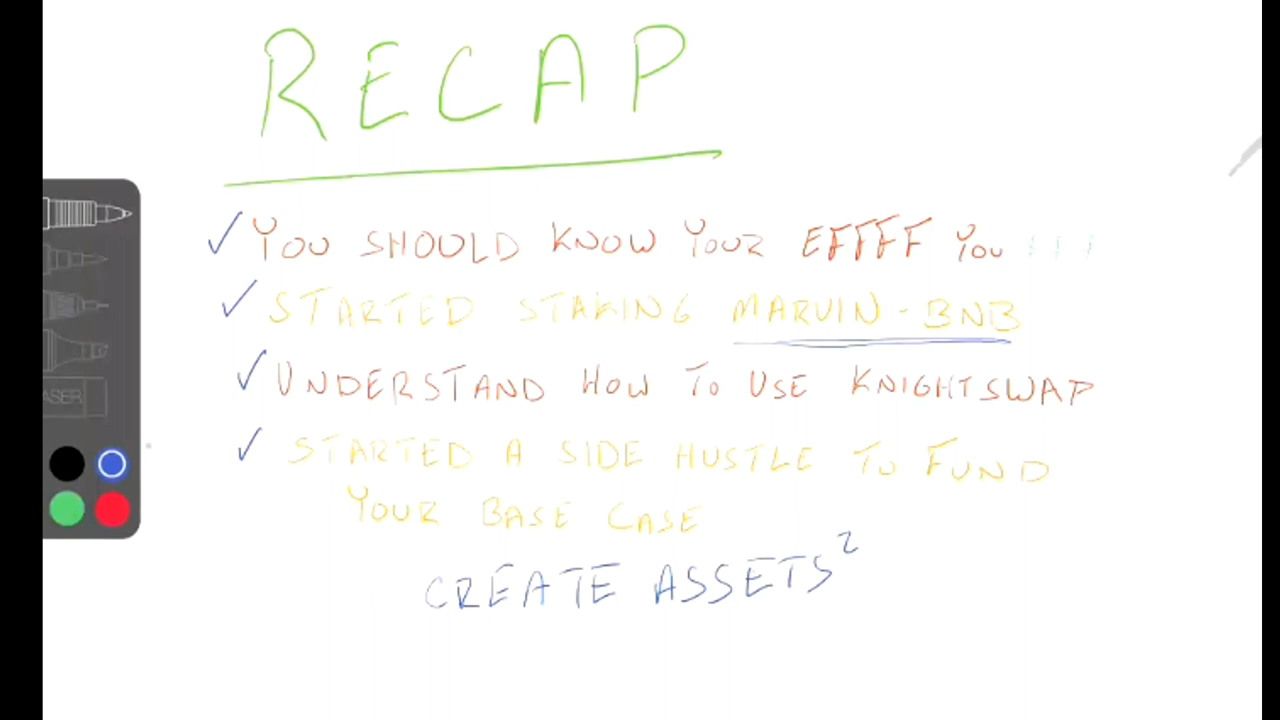 RECAP
✓ YOU SHOULD KNOW YOUR EFFFF YOU
✓ STARTED STAKING MARVIN-BNB
✓ UNDERSTAND HOW TO USE KNIGHTSWAP
✓ STARTED A SIDE HUSTLE TO FUND
YOUR BASE CASE
CREATE ASSETS²
ASER